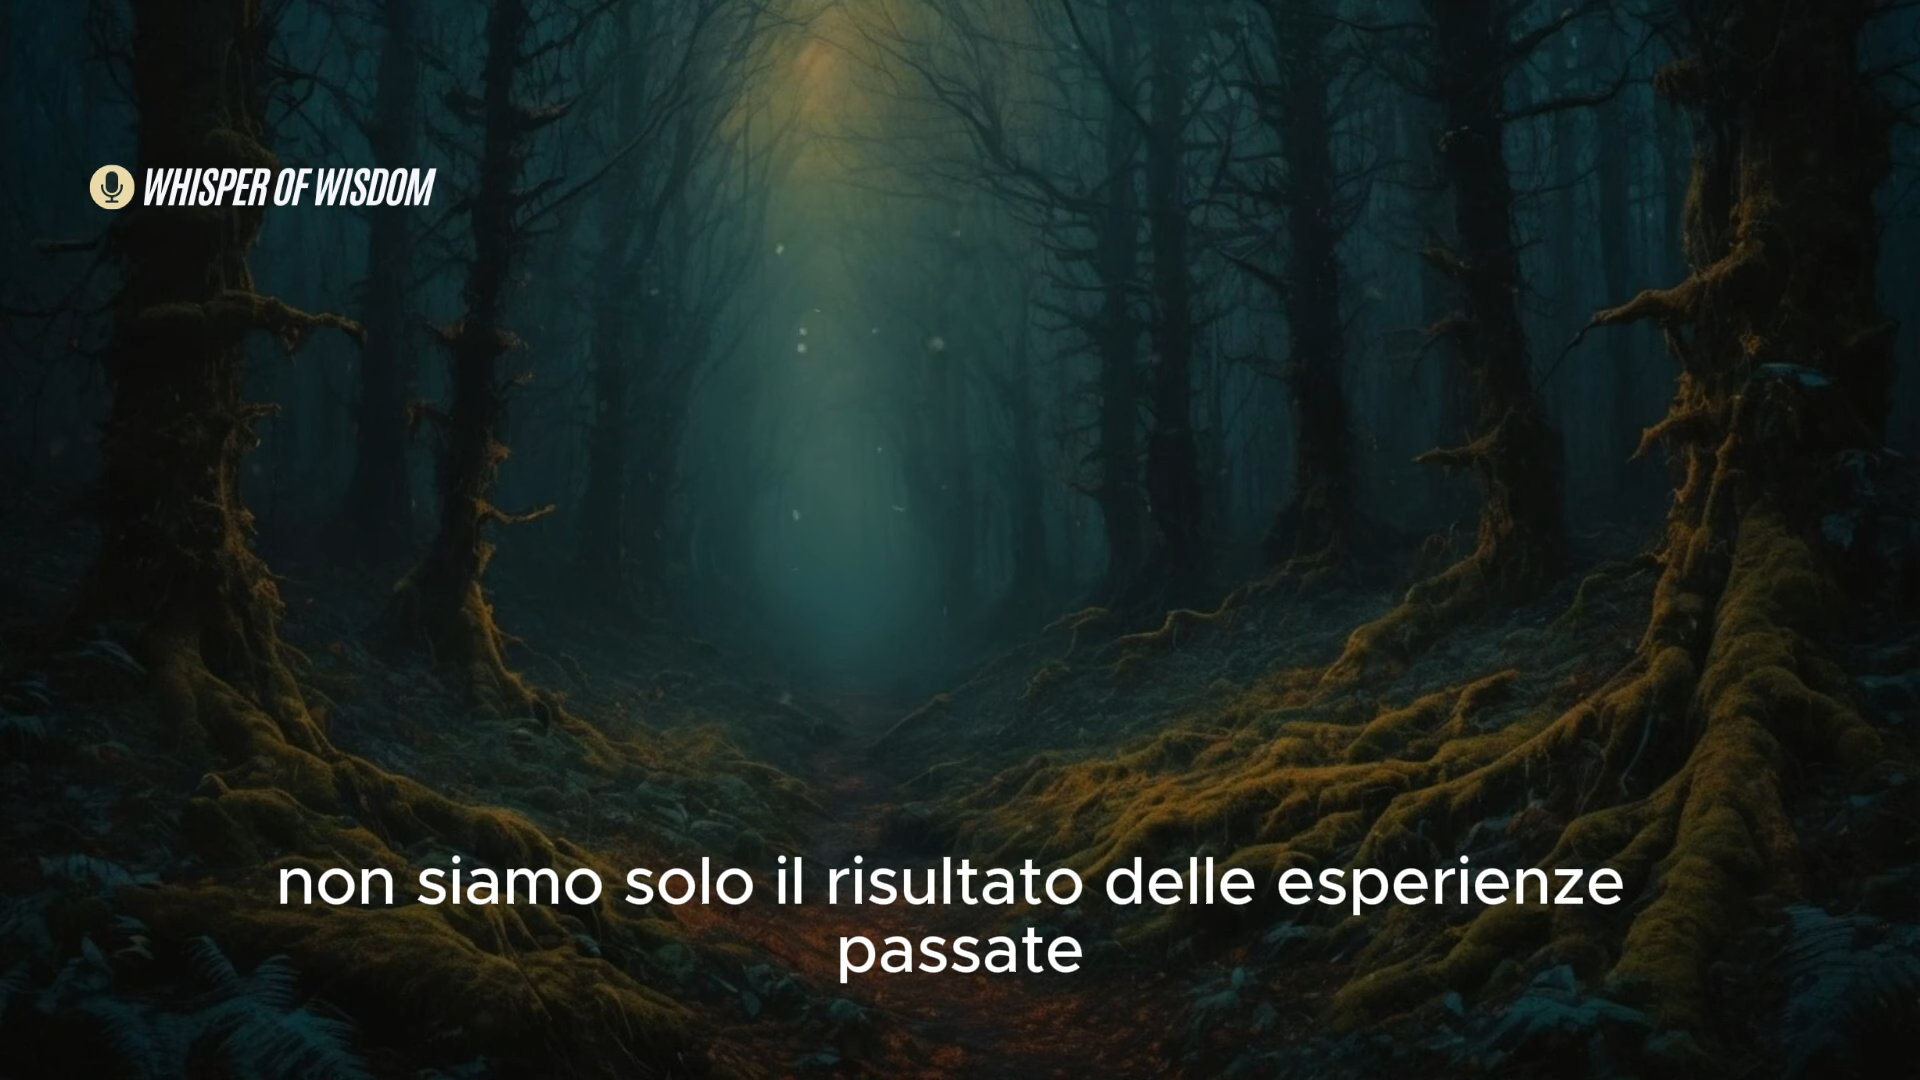 WHISPER OF WISDOM
non siamo solo il risultato delle esperienze
passate